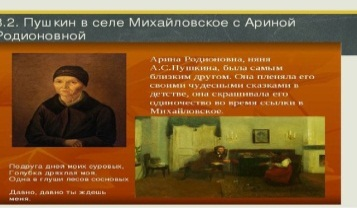 3.2. Пушкин в селе Михайловское с Ариной
Родионовной
Арина Родионовна, няня
А.С.Пушкина, была самым
близким другом. Она пленяла его
своими чудесными сказками в
детстве, она скрашивала его
одиночество во время ссылки в
Михайловское.
Подруга дней моих суровых,
Голубка дряхлая моя.
Одна в глуши лесов сосновых
Давно, давно ты ждешь
меня.